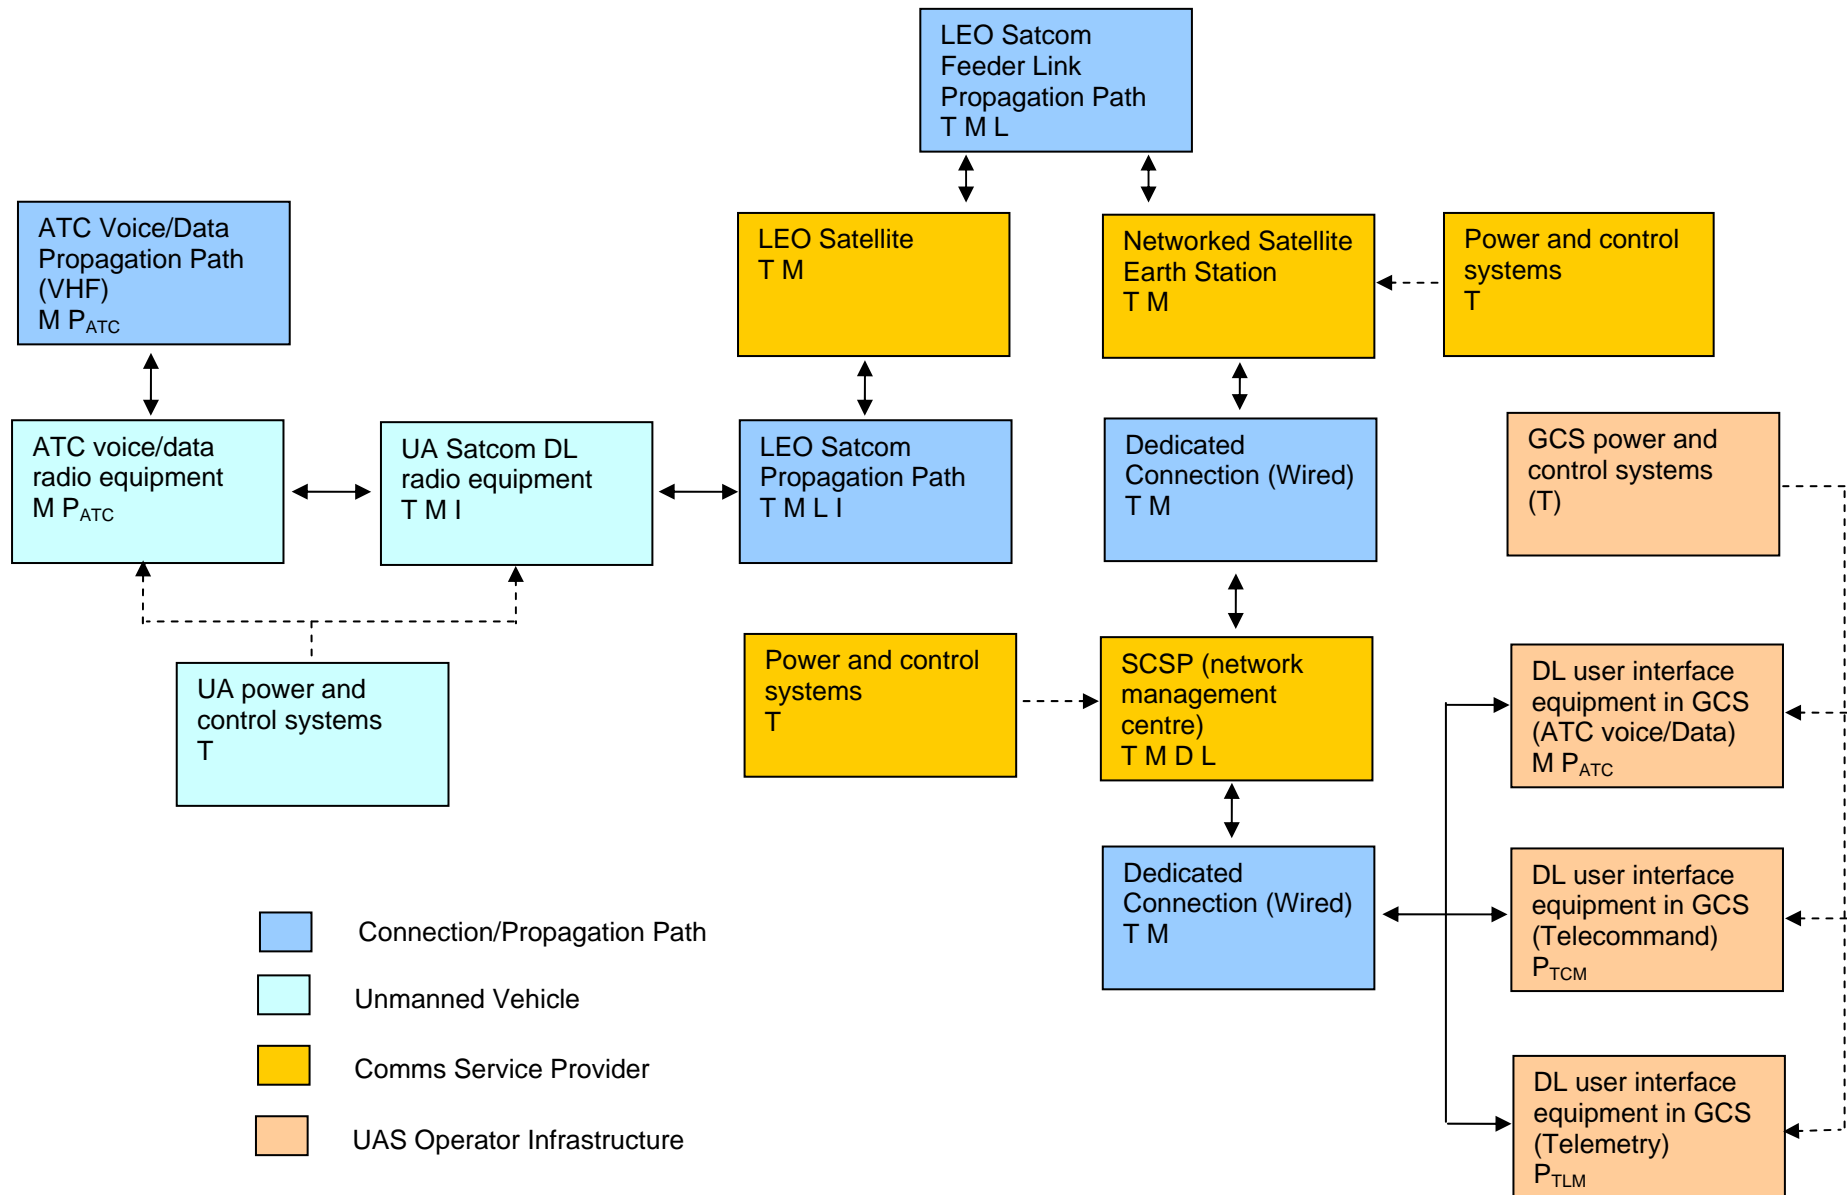 LEO Satcom
Feeder Link
Propagation Path
T M L
ATC Voice/Data
Propagation Path
(VHF)
M PATC
LEO Satellite
T M
Networked Satellite
Earth Station
T M
Power and control
systems
T
ATC voice/data
radio equipment
M PATC
UA Satcom DL
radio equipment
T M I
LEO Satcom
Propagation Path
T M L I
Dedicated
Connection (Wired)
T M
GCS power and
control systems
(T)
UA power and
control systems
T
Power and control
systems
T
SCSP (network
management
centre)
T M D L
DL user interface
equipment in GCS
(ATC voice/Data)
M PATC
Dedicated
Connection (Wired)
T M
DL user interface
equipment in GCS
(Telecommand)
PTCM
DL user interface
equipment in GCS
(Telemetry)
PTLM
Connection/Propagation Path
Unmanned Vehicle
Comms Service Provider
UAS Operator Infrastructure